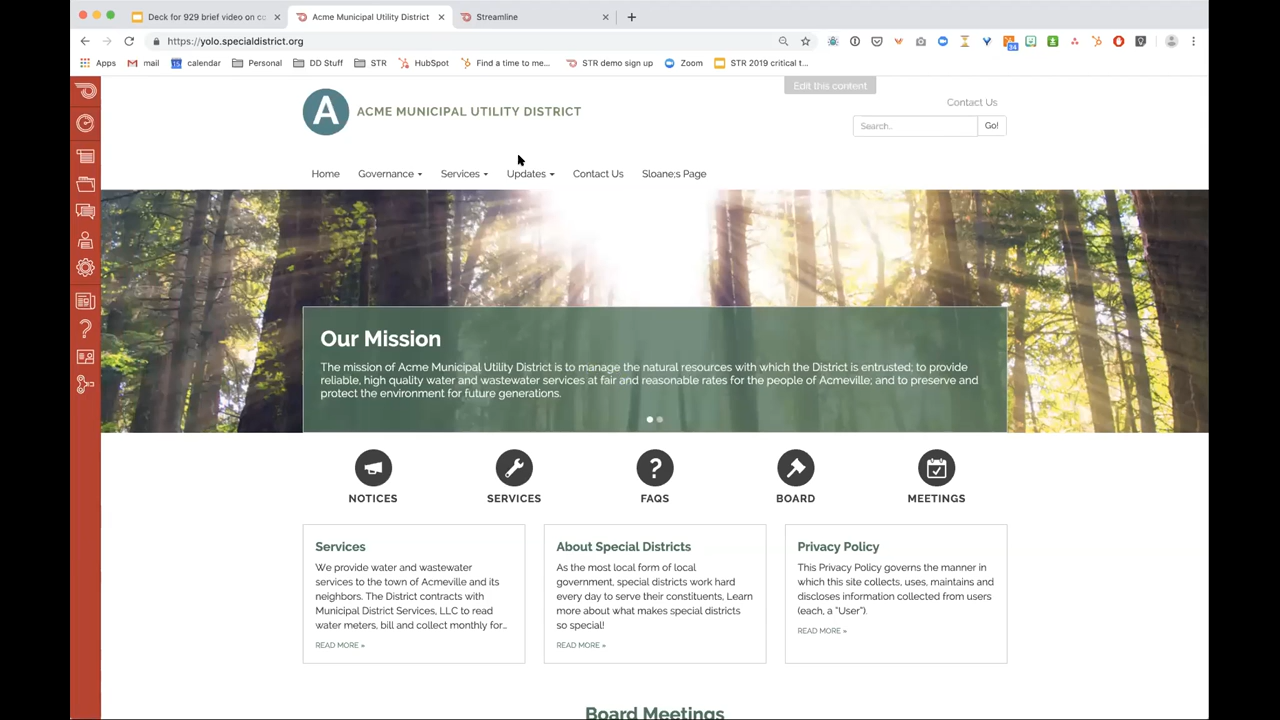 Deck for 929 brief video on cc
Acme Municipal Utility District
Streamline
https://yolo.specialdistrict.org
34
Apps
mail
15
calendar
Personal
DD Stuff
STR
HubSpot
Find a time to me...
STR demo sign up
Zoom
STR 2019 critical t...
Edit this content
A
ACME MUNICIPAL UTILITY DISTRICT
Contact Us
Search..
Go!
Home
Governance
Services
Updates
Contact Us
Sloane;s Page
Our Mission
The mission of Acme Municipal Utility District is to manage the natural resources with which the District is entrusted; to provide
reliable, high quality water and wastewater services at fair and reasonable rates for the people of Acmeville; and to preserve and
protect the environment for future generations.
NOTICES
SERVICES
?
FAQS
BOARD
MEETINGS
Services
We provide water and wastewater
services to the town of Acmeville and its
neighbors. The District contracts with
Municipal District Services, LLC to read
water meters, bill and collect monthly for...
READ MORE »
About Special Districts
As the most local form of local
government, special districts work hard
every day to serve their constituents, Learn
more about what makes special districts
so special!
READ MORE »
Privacy Policy
This Privacy Policy governs the manner in
which this site collects, uses, maintains and
discloses information collected from users
(each, a "User").
READ MORE »
Board Meetings